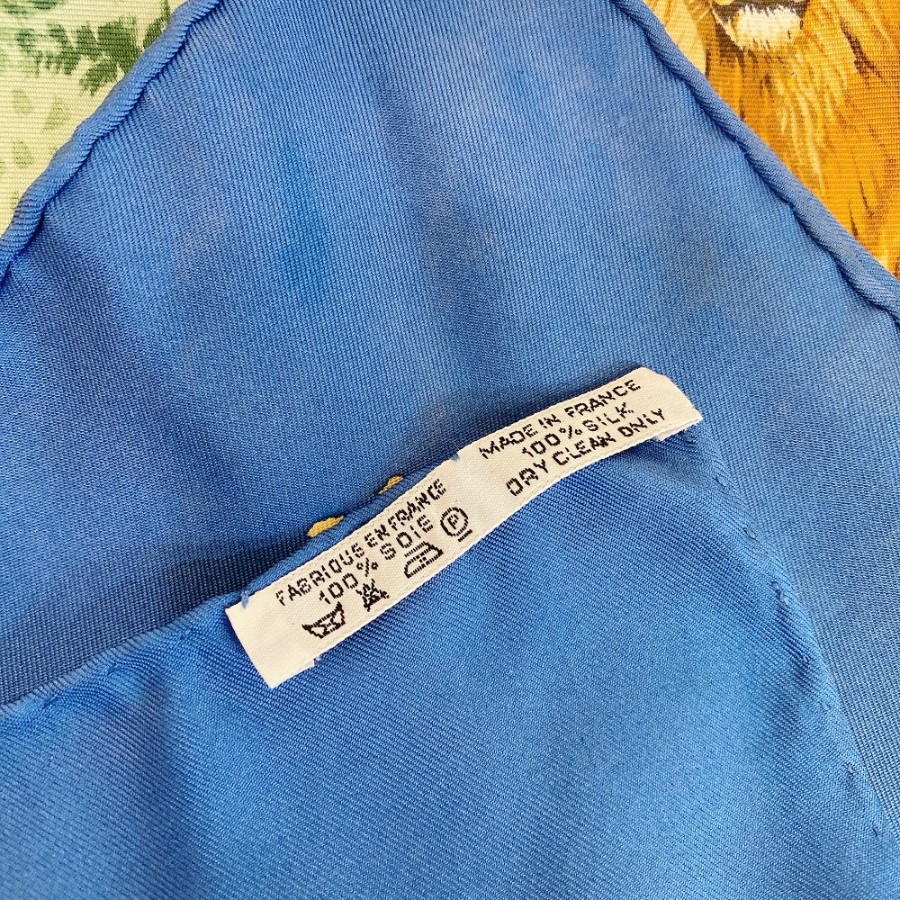 FABRIQUE EN FRANCE
100% SOIE
P
MADE IN FRANCE
100% SILK
DRY CLEAN ONLY